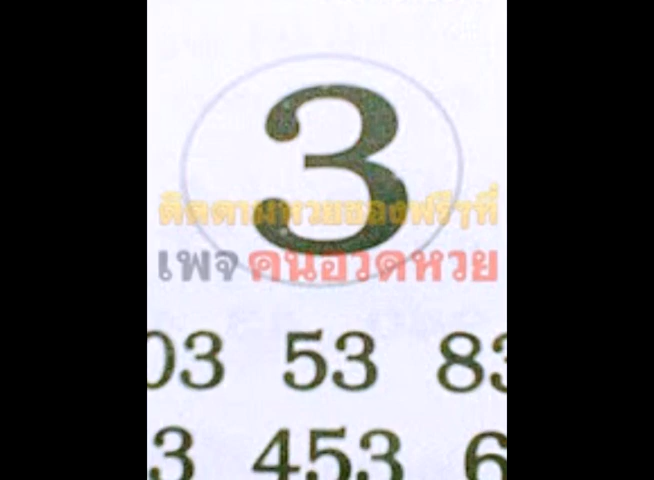 3
ติดตามหวยซองฟรีๆที่
เพจ คนอวดหวย
03 53 83
3 453 6